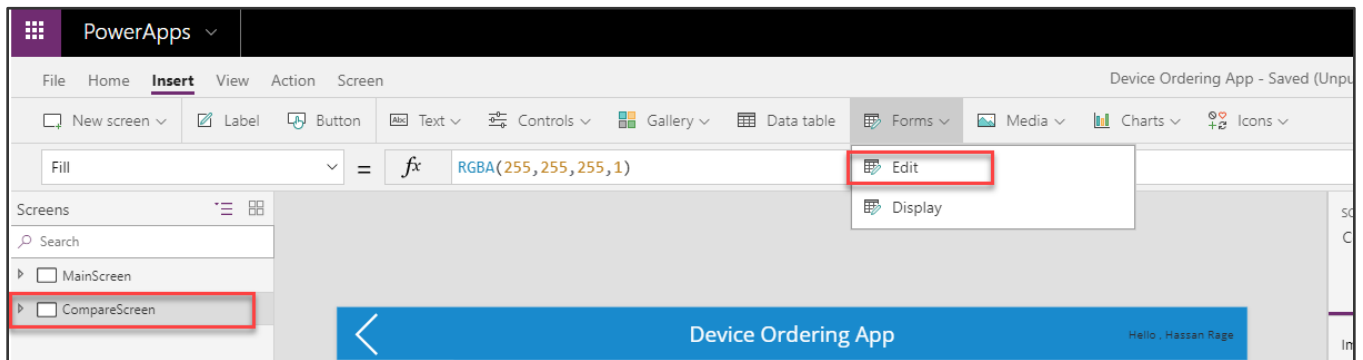 PowerApps
File Home Insert View Action Screen Device Ordering App - Saved (Unpu
New screen Label Button Abc Text Controls Gallery Data table Forms Media Charts Icons
Fill = fx RGBA(255,255,255,1) Edit
Screens Display
Search
MainScreen
CompareScreen
Device Ordering App Hello , Hassan Rage